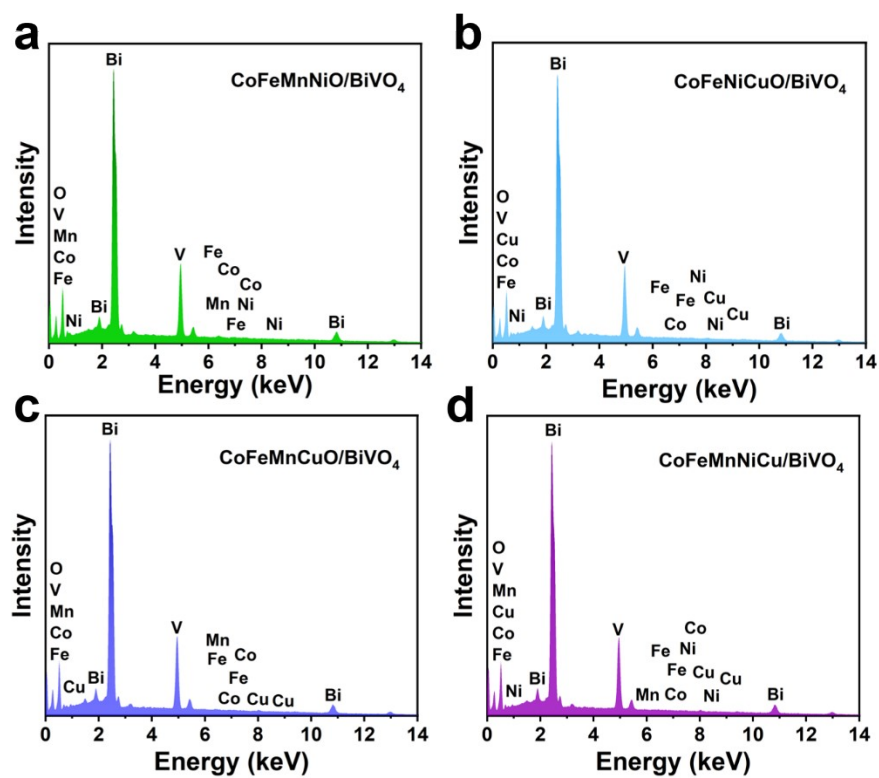 a
Bi
CoFeMnNiO/BiVO₄
O
V
Mn
Co
Fe
Ni
Bi
V
Fe
Co
Co
Mn
Ni
Fe
Ni
Bi
Intensity
0 2 4 6 8 10 12 14
Energy (keV)
b
Bi
CoFeNiCuO/BiVO₄
O
V
Cu
Co
Fe
Ni
Bi
V
Fe
Ni
Fe
Cu
Co
Ni
Cu
Bi
Intensity
0 2 4 6 8 10 12 14
Energy (keV)
c
Bi
CoFeMnCuO/BiVO₄
O
V
Mn
Co
Fe
Cu
Bi
V
Mn
Fe
Co
Fe
Co
Cu
Cu
Bi
Intensity
0 2 4 6 8 10 12 14
Energy (keV)
d
Bi
CoFeMnNiCu/BiVO₄
O
V
Mn
Cu
Co
Fe
Ni
Bi
V
Co
Fe
Ni
Fe
Cu
Cu
Mn
Co
Ni
Bi
Intensity
0 2 4 6 8 10 12 14
Energy (keV)